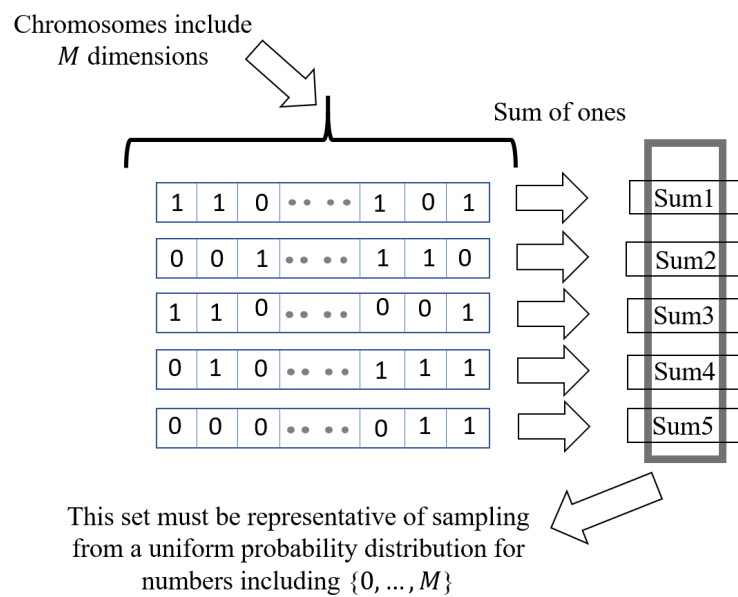 Chromosomes include
M dimensions
Sum of ones
1 1 0 •• •• 1 0 1
Sum1
0 0 1 •• •• 1 1 0
Sum2
1 1 0 •• •• 0 0 1
Sum3
0 1 0 •• •• 1 1 1
Sum4
0 0 0 •• •• 0 1 1
Sum5
This set must be representative of sampling
from a uniform probability distribution for
numbers including {0, ..., M}